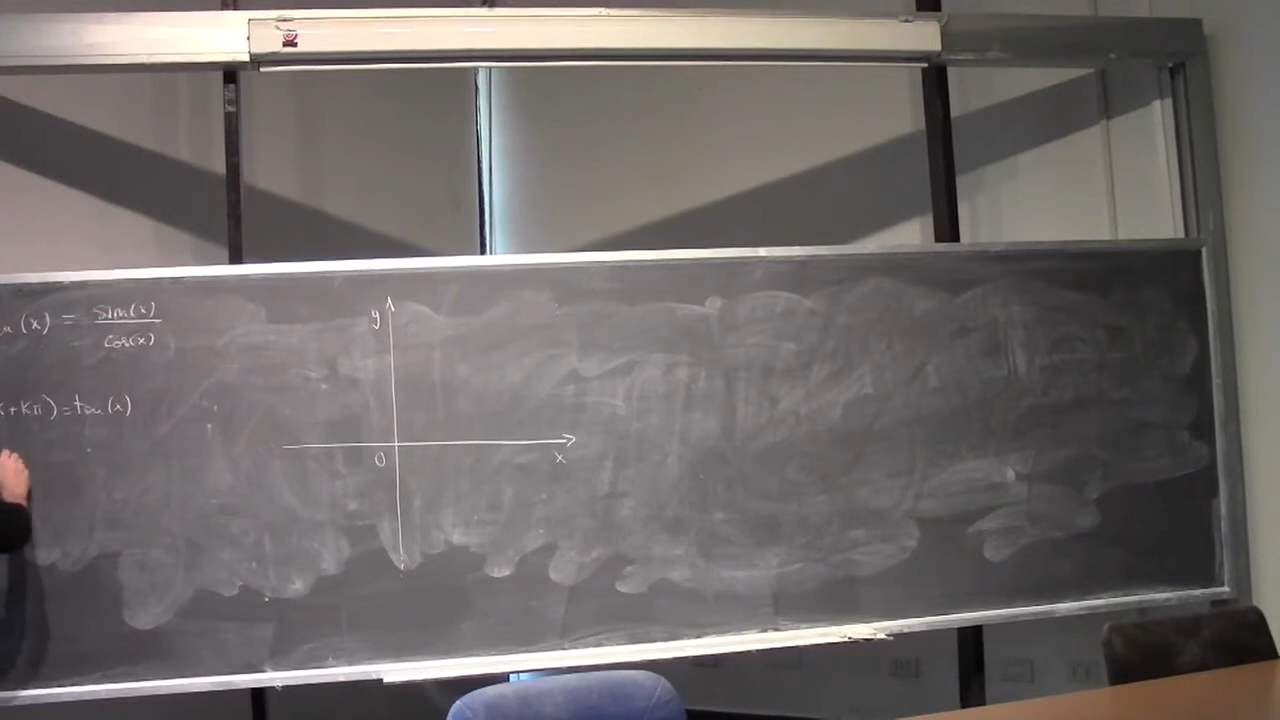 (x) = sin(x)/cos(x)
+kπ) = tan(x)
y
0
x